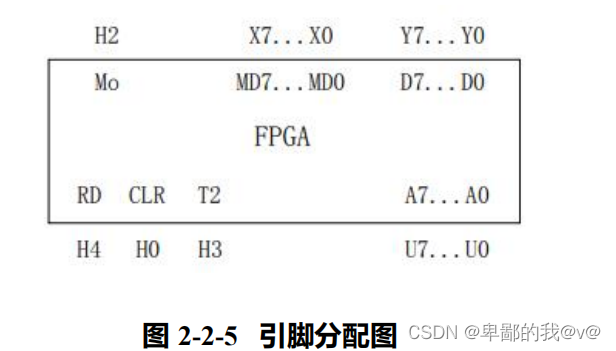 H2 X7...X0 Y7...Y0
Mo MD7...MD0 D7...D0
FPGA
RD CLR T2 A7...A0
H4 H0 H3 U7...U0
图 2-2-5 引脚分配图
CSDN @卑鄙的我@v@